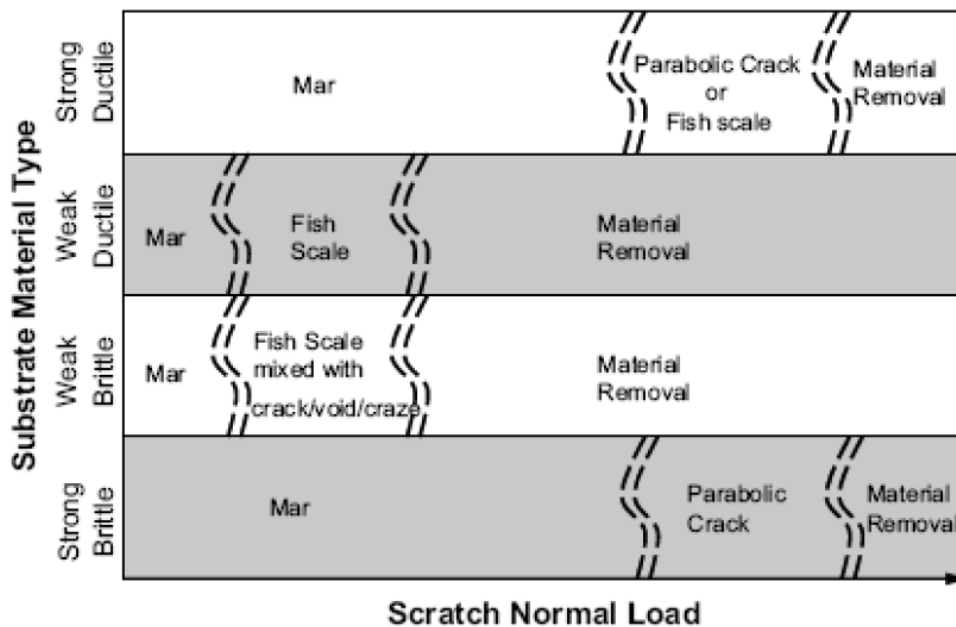 Substrate Material Type
Strong
Ductile
Mar
Parabolic Crack
or
Fish scale
Material
Removal
Weak
Ductile
Mar
Fish
Scale
Material
Removal
Weak
Brittle
Mar
Fish Scale
mixed with
crack/void/craze
Material
Removal
Strong
Brittle
Mar
Parabolic
Crack
Material
Removal
Scratch Normal Load